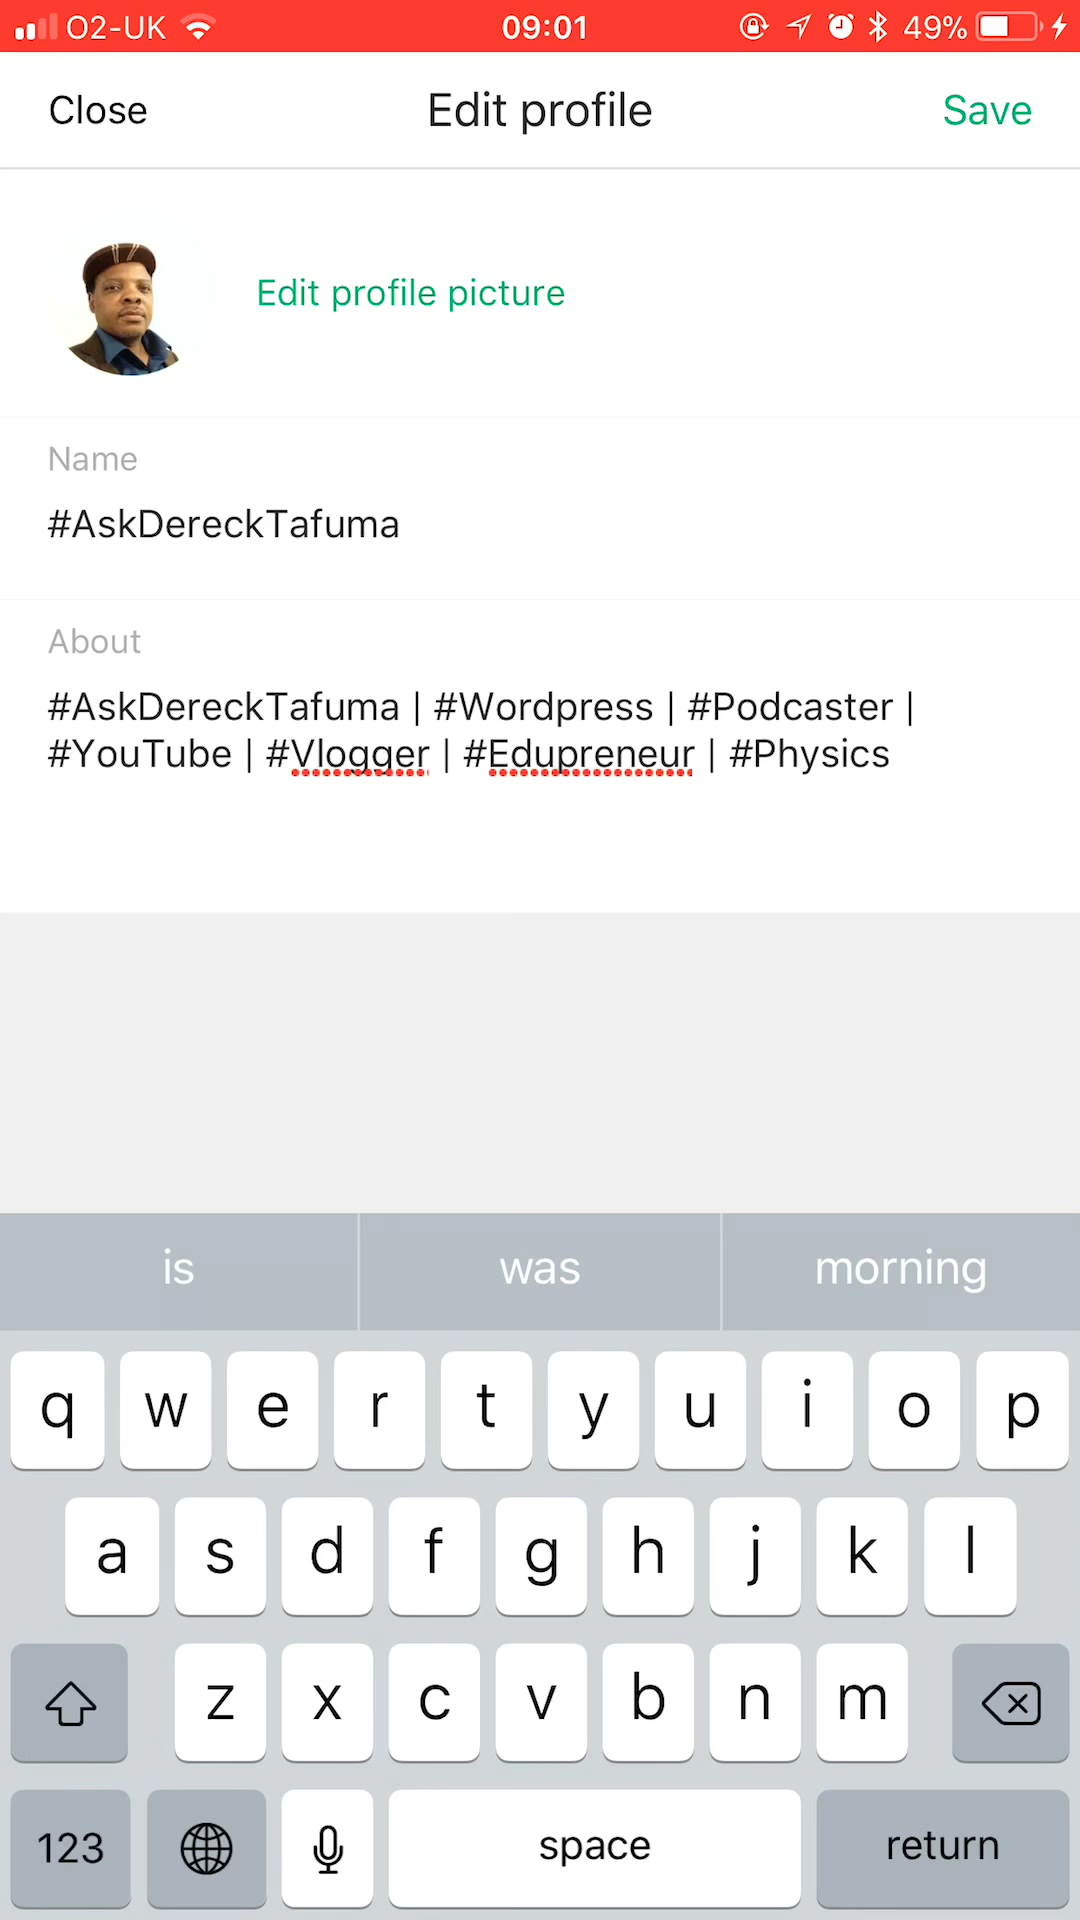 O2-UK 09:01 49%
Close Edit profile Save
Edit profile picture
Name
#AskDereckTafuma
About
#AskDereckTafuma | #Wordpress | #Podcaster |
#YouTube | #Vlogger | #Edupreneur | #Physics
is was morning
q w e r t y u i o p
a s d f g h j k l
z x c v b n m
123 space return